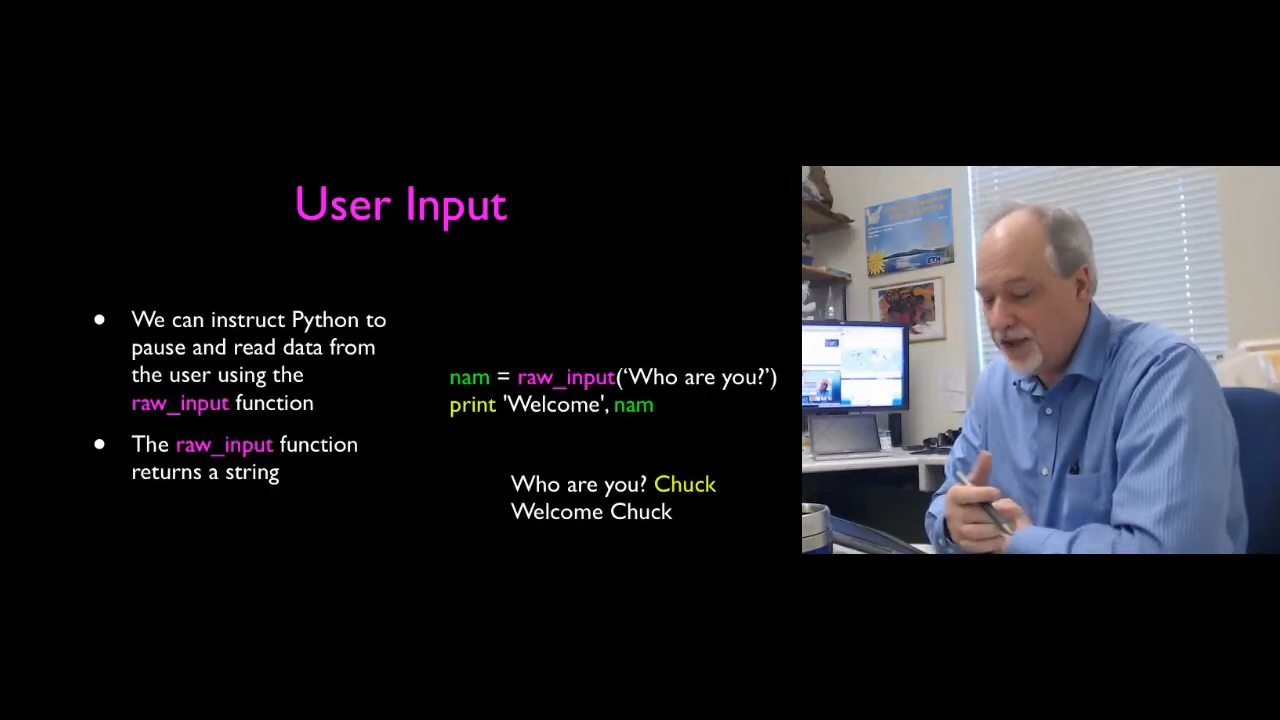 User Input
● We can instruct Python to
pause and read data from
the user using the
raw_input function
● The raw_input function
returns a string
nam = raw_input(‘Who are you?’)
print 'Welcome', nam
Who are you? Chuck
Welcome Chuck
ETH